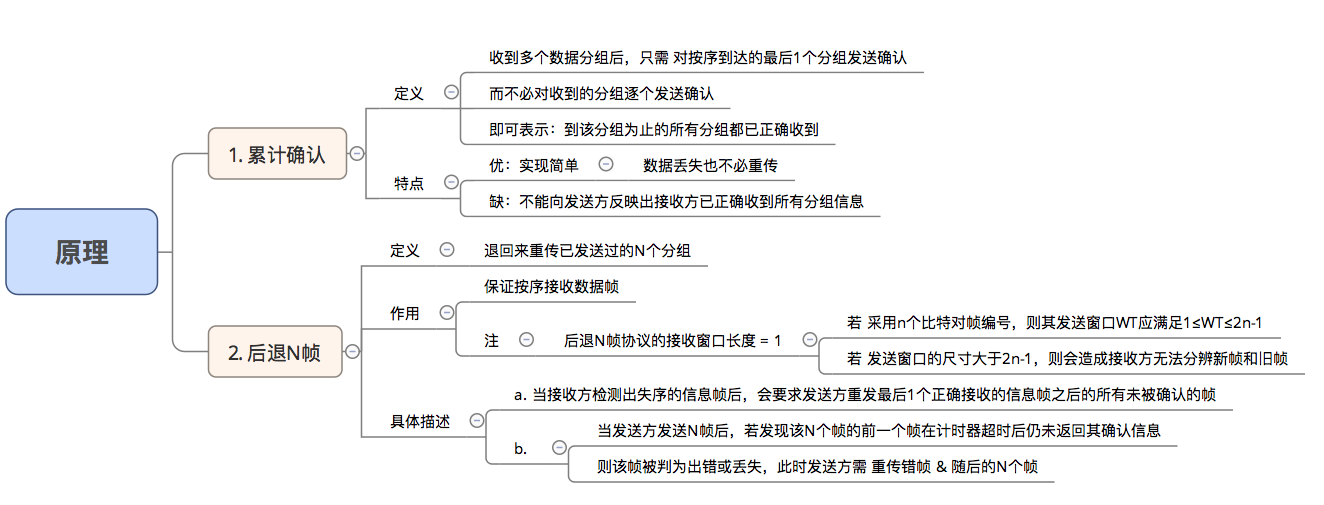 原理
1. 累计确认
定义
收到多个数据分组后，只需 对按序到达的最后1个分组发送确认
而不必对收到的分组逐个发送确认
即可表示：到该分组为止的所有分组都已正确收到
特点
优：实现简单
数据丢失也不必重传
缺：不能向发送方反映出接收方已正确收到所有分组信息
2. 后退N帧
定义
退回来重传已发送过的N个分组
作用
保证按序接收数据帧
注
后退N帧协议的接收窗口长度 = 1
若 采用n个比特对帧编号，则其发送窗口WT应满足1≤WT≤2n-1
若 发送窗口的尺寸大于2n-1，则会造成接收方无法分辨新帧和旧帧
具体描述
a. 当接收方检测出失序的信息帧后，会要求发送方重发最后1个正确接收的信息帧之后的所有未被确认的帧
b.
当发送方发送N帧后，若发现该N个帧的前一个帧在计时器超时后仍未返回其确认信息
则该帧被判为出错或丢失，此时发送方需 重传错帧 & 随后的N个帧